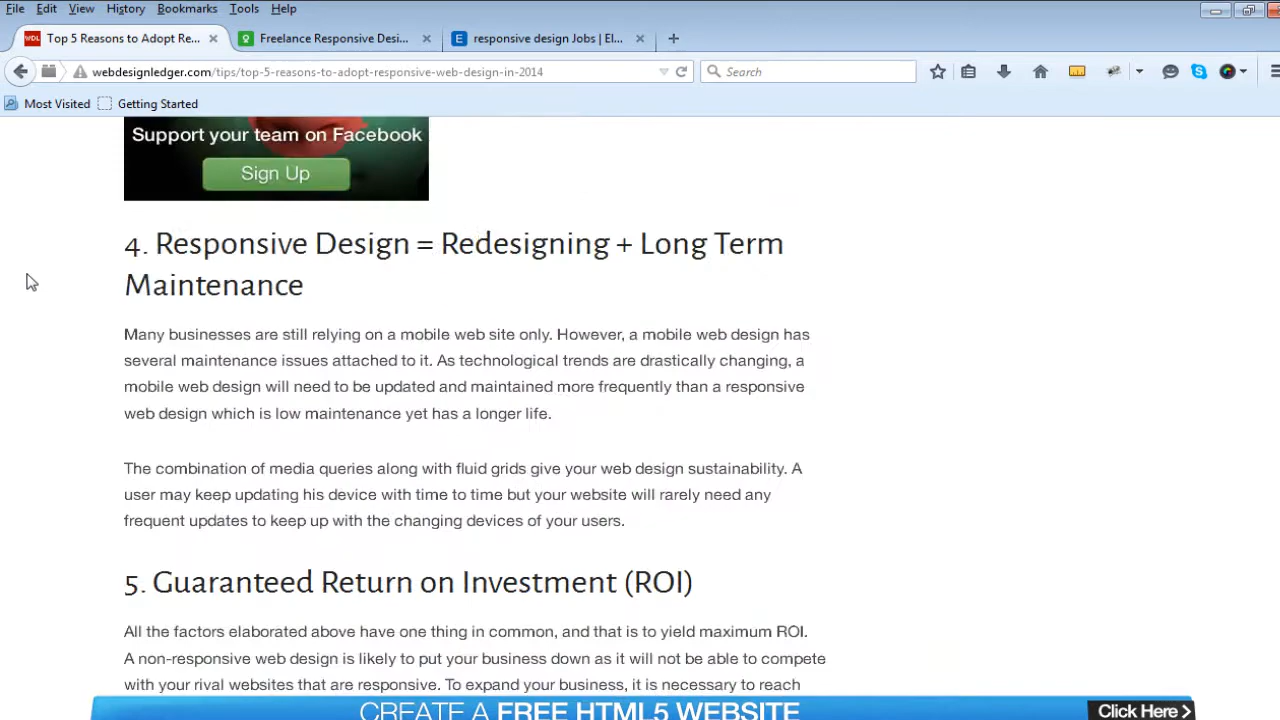 File Edit View History Bookmarks Tools Help
Top 5 Reasons to Adopt Re... Freelance Responsive Desi... responsive design Jobs | El...
webdesignledger.com/tips/top-5-reasons-to-adopt-responsive-web-design-in-2014 Search
Most Visited Getting Started
Support your team on Facebook
Sign Up
4. Responsive Design = Redesigning + Long Term
Maintenance
Many businesses are still relying on a mobile web site only. However, a mobile web design has
several maintenance issues attached to it. As technological trends are drastically changing, a
mobile web design will need to be updated and maintained more frequently than a responsive
web design which is low maintenance yet has a longer life.
The combination of media queries along with fluid grids give your web design sustainability. A
user may keep updating his device with time to time but your website will rarely need any
frequent updates to keep up with the changing devices of your users.
5. Guaranteed Return on Investment (ROI)
All the factors elaborated above have one thing in common, and that is to yield maximum ROI.
A non-responsive web design is likely to put your business down as it will not be able to compete
with your rival websites that are responsive. To expand your business, it is necessary to reach
CREATE A FREE HTML5 WEBSITE Click Here >